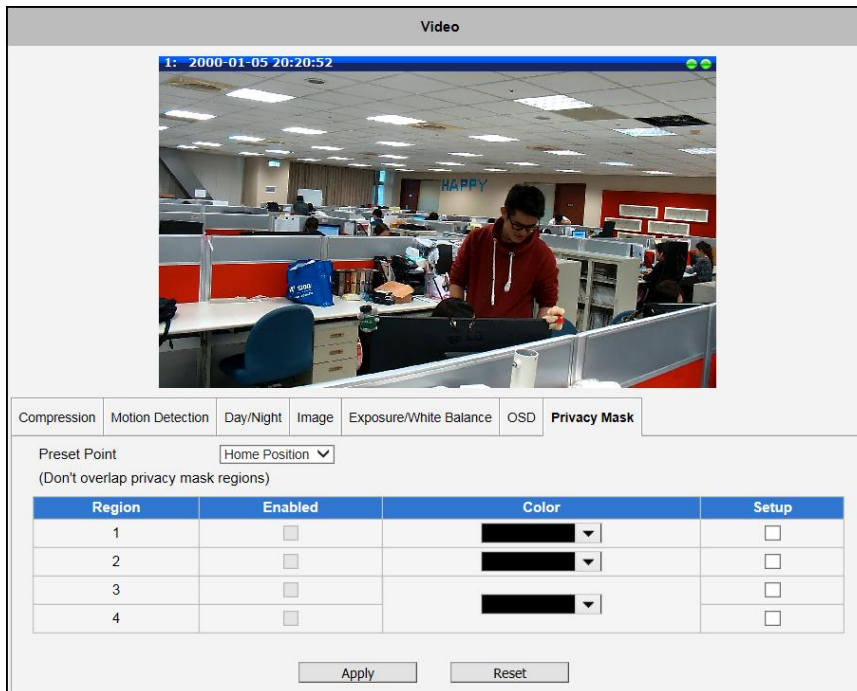 Video
1: 2000-01-05 20:20:52
HAPPY
Compression Motion Detection Day/Night Image Exposure/White Balance OSD Privacy Mask
Preset Point Home Position
(Don't overlap privacy mask regions)
Region Enabled Color Setup
1
2
3
4
Apply Reset